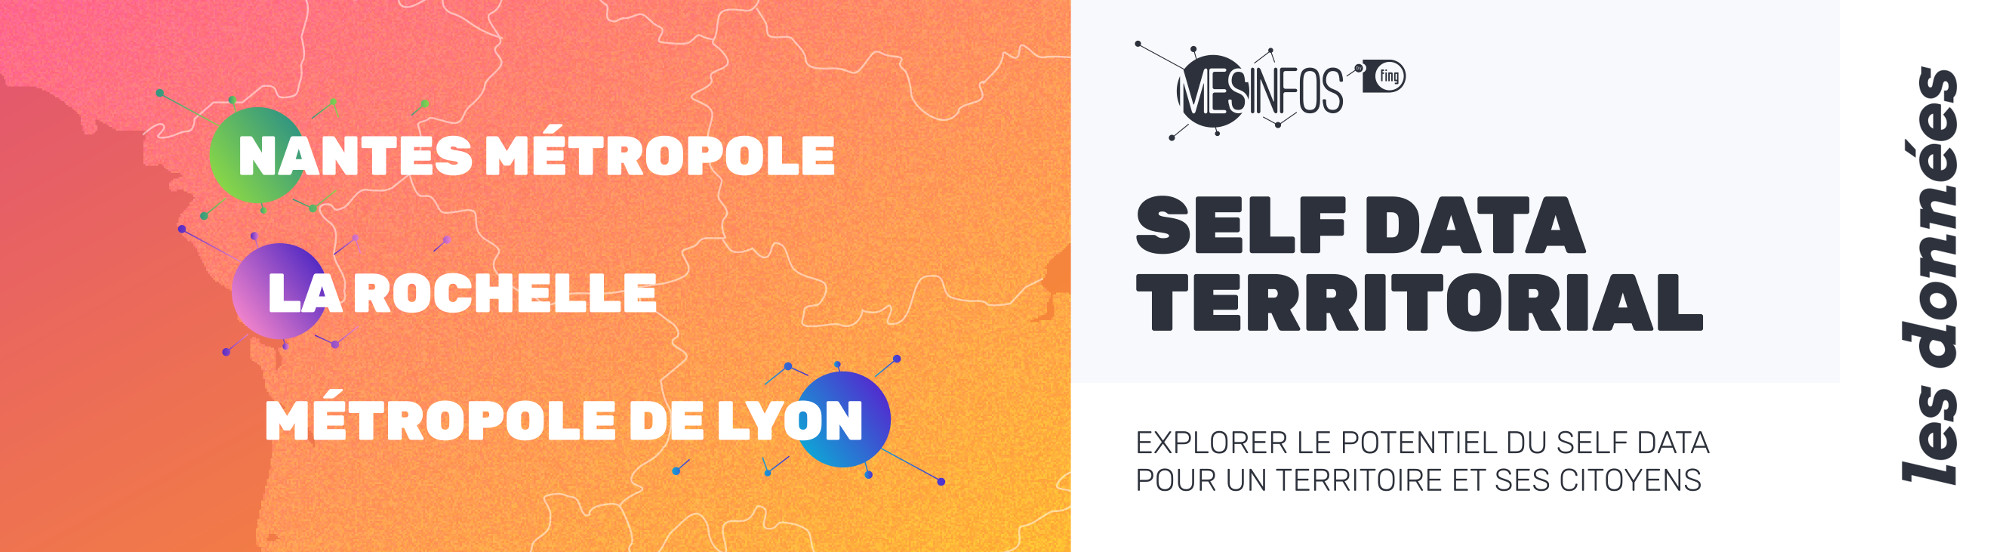 NANTES MÉTROPOLE
LA ROCHELLE
MÉTROPOLE DE LYON
MESINFOS
fing
SELF DATA
TERRITORIAL
EXPLORER LE POTENTIEL DU SELF DATA
POUR UN TERRITOIRE ET SES CITOYENS
les données